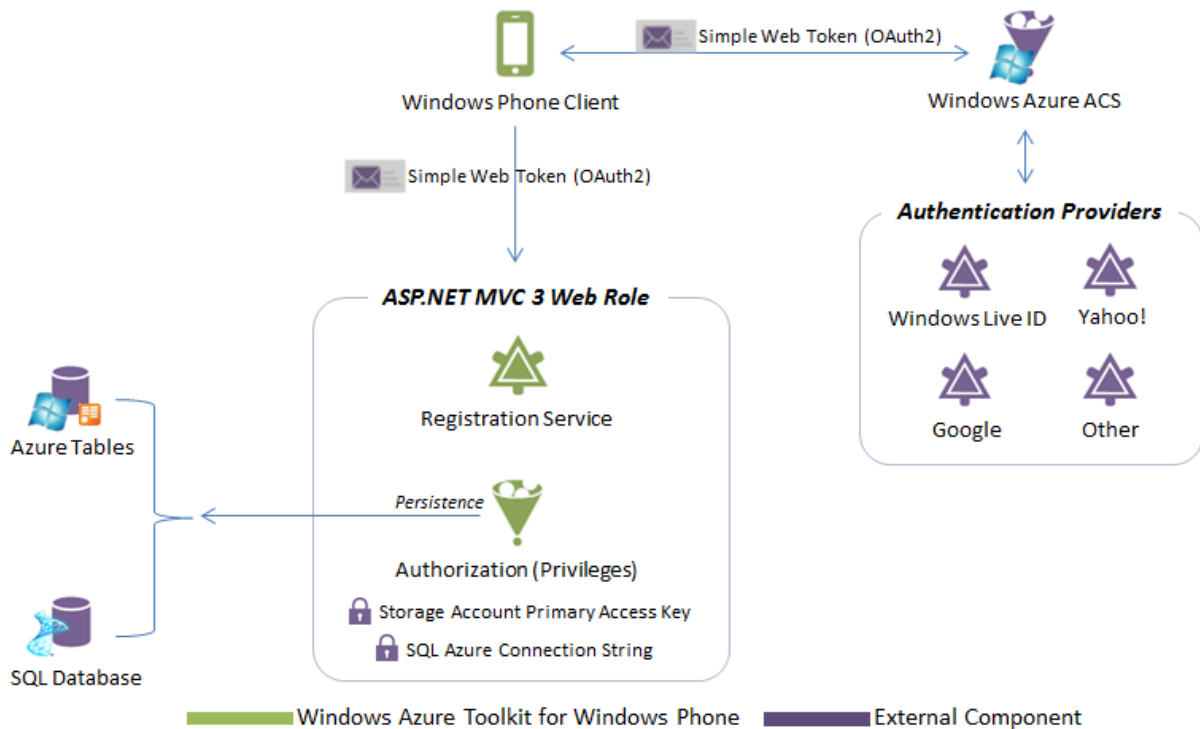 Simple Web Token (OAuth2)
Windows Phone Client
Windows Azure ACS
Simple Web Token (OAuth2)
Authentication Providers
Windows Live ID
Yahoo!
Google
Other
ASP.NET MVC 3 Web Role
Registration Service
Azure Tables
Persistence
Authorization (Privileges)
Storage Account Primary Access Key
SQL Azure Connection String
SQL Database
Windows Azure Toolkit for Windows Phone
External Component